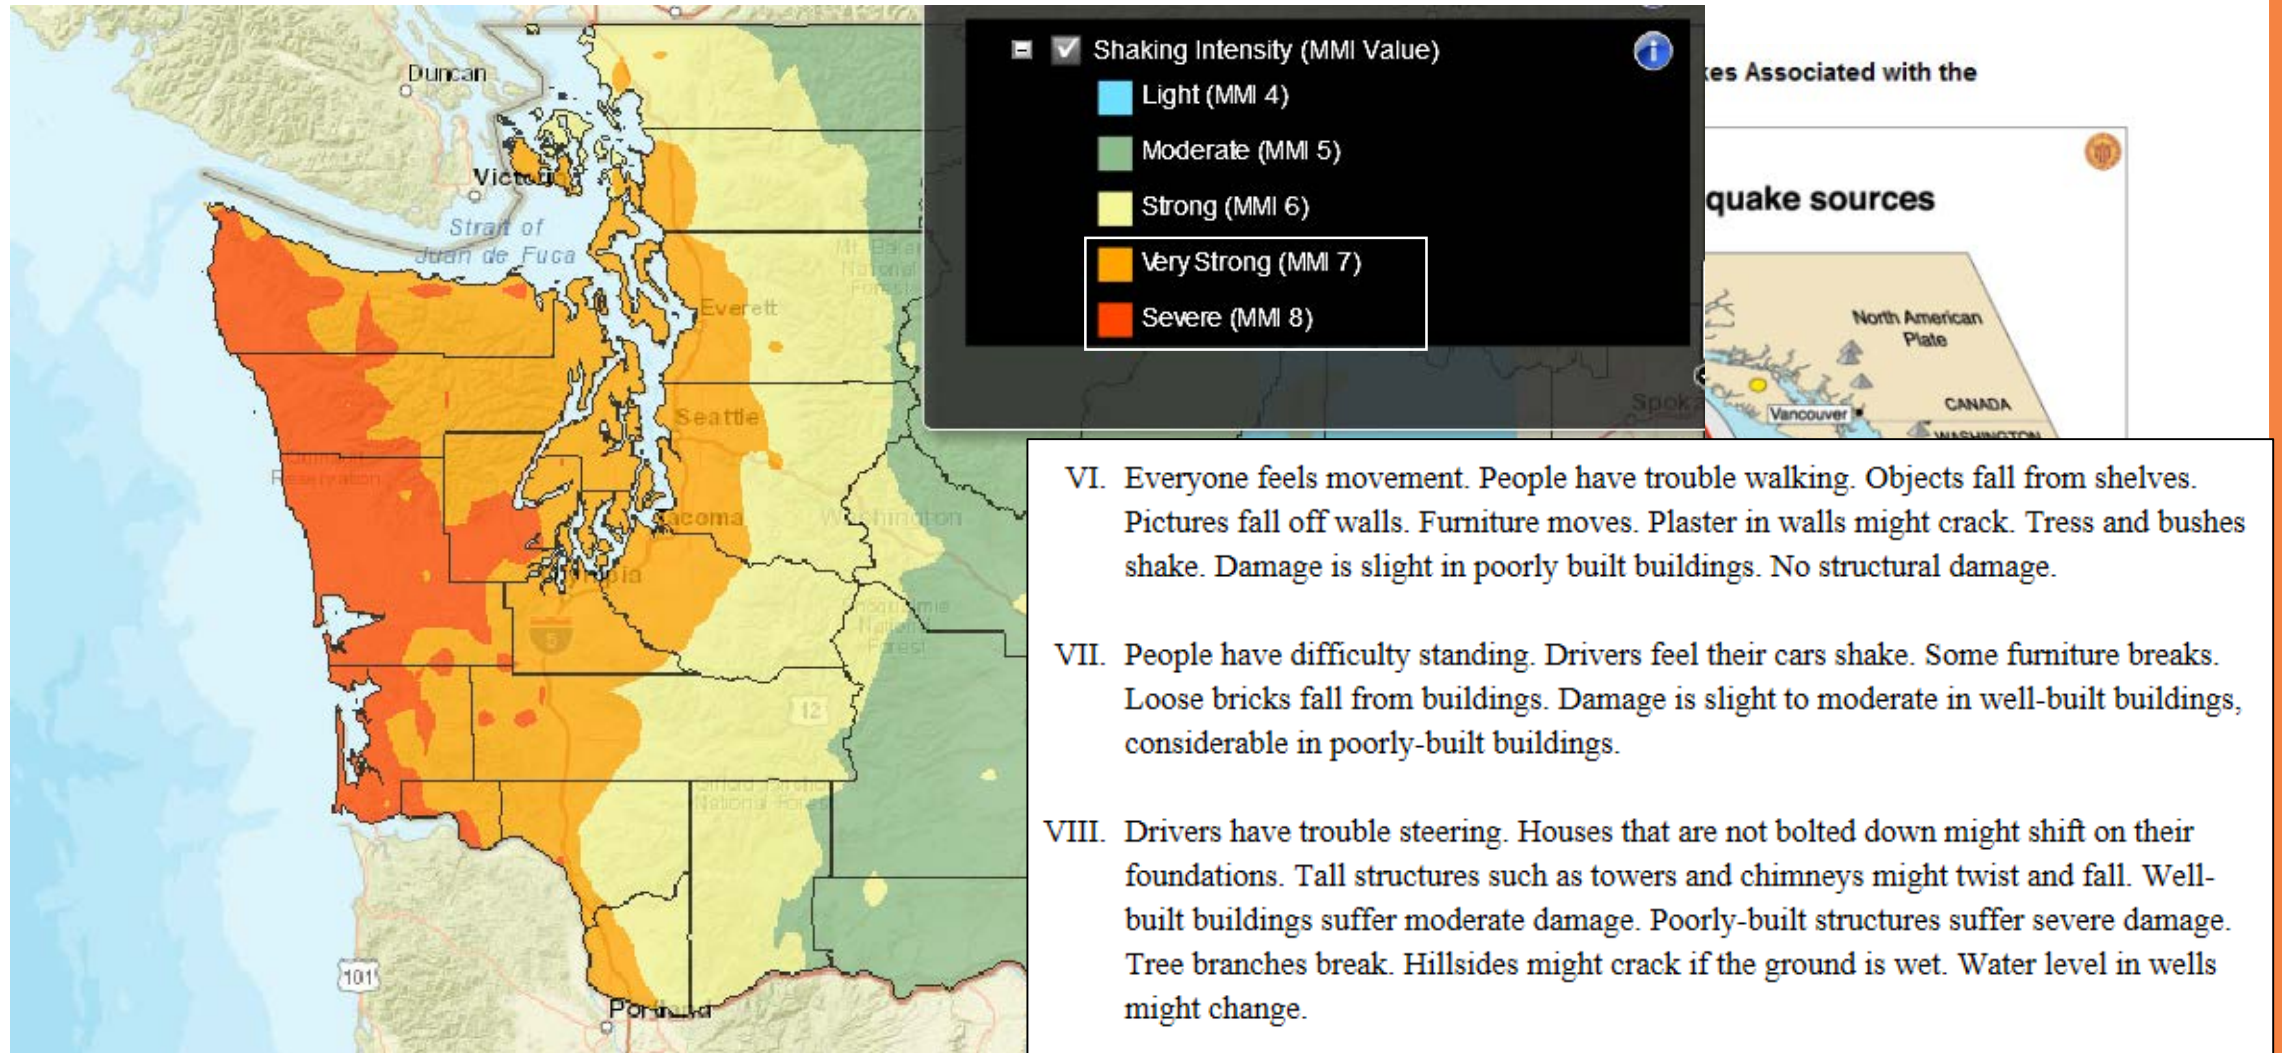 Duncan
Victoria
Strait of
Juan de Fuca
Everett
Seattle
Tacoma
Olympia
Washington
5
12
101
Portland
Shaking Intensity (MMI Value)
Light (MMI 4)
Moderate (MMI 5)
Strong (MMI 6)
Very Strong (MMI 7)
Severe (MMI 8)
kes Associated with the
quake sources
North American
Plate
Vancouver
CANADA
WASHINGTON
VI. Everyone feels movement. People have trouble walking. Objects fall from shelves.
Pictures fall off walls. Furniture moves. Plaster in walls might crack. Tress and bushes
shake. Damage is slight in poorly built buildings. No structural damage.
VII. People have difficulty standing. Drivers feel their cars shake. Some furniture breaks.
Loose bricks fall from buildings. Damage is slight to moderate in well-built buildings,
considerable in poorly-built buildings.
VIII. Drivers have trouble steering. Houses that are not bolted down might shift on their
foundations. Tall structures such as towers and chimneys might twist and fall. Well-
built buildings suffer moderate damage. Poorly-built structures suffer severe damage.
Tree branches break. Hillsides might crack if the ground is wet. Water level in wells
might change.